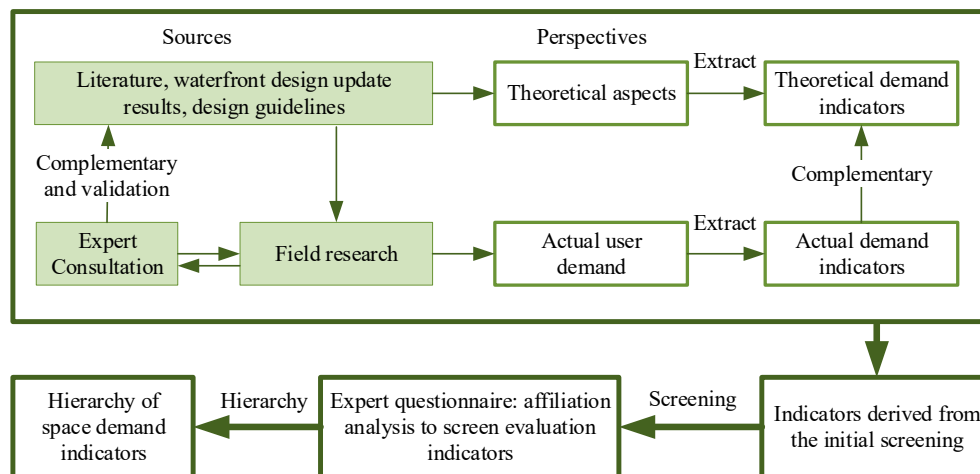 Sources
Perspectives
Literature, waterfront design update
results, design guidelines
Theoretical aspects
Extract
Theoretical demand
indicators
Complementary
and validation
Complementary
Expert
Consultation
Field research
Actual user
demand
Extract
Actual demand
indicators
Hierarchy of
space demand
indicators
Hierarchy
Expert questionnaire: affiliation
analysis to screen evaluation
indicators
Screening
Indicators derived from
the initial screening